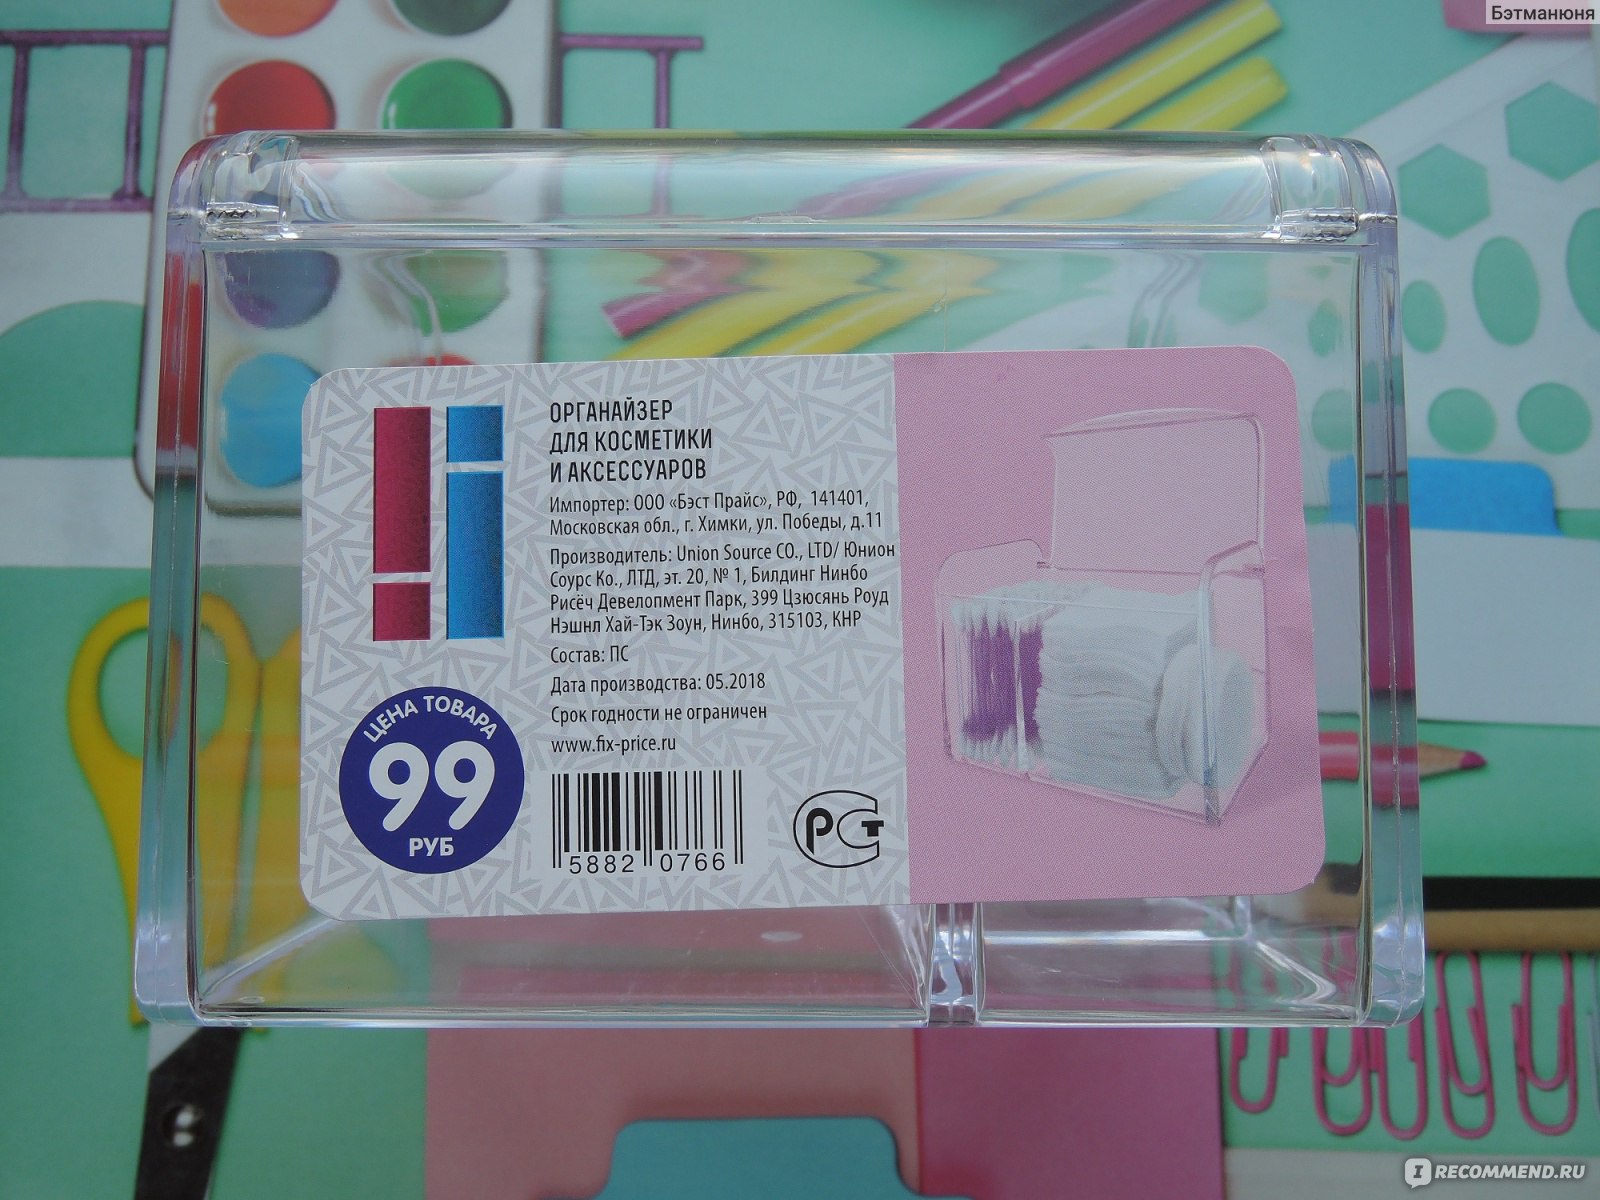 Бэтманюня
ОРГАНАЙЗЕР
ДЛЯ КОСМЕТИКИ
И АКСЕССУАРОВ
Импортер: ООО «Бэст Прайс», РФ, 141401,
Московская обл., г. Химки, ул. Победы, д.11
Производитель: Union Source CO., LTD/ Юнион
Соурс Ко., ЛТД, эт. 20, № 1, Билдинг Нинбо
Рисёч Девелопмент Парк, 399 Цзюсянь Роуд
Нэшнл Хай-Тэк Зоун, Нинбо, 315103, КНР
Состав: ПС
Дата производства: 05.2018
Срок годности не ограничен
www.fix-price.ru
ЦЕНА ТОВАРА
99
РУБ
5882 0766
РСТ
IRECOMMEND.RU